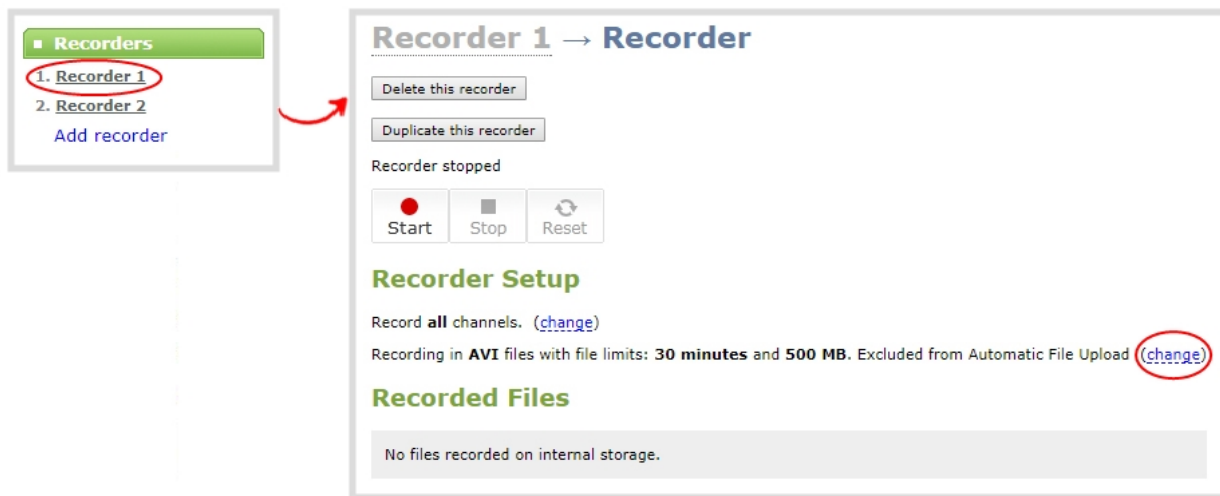 Recorders
1. Recorder 1
2. Recorder 2
Add recorder
Recorder 1 → Recorder
Delete this recorder
Duplicate this recorder
Recorder stopped
Start Stop Reset
Recorder Setup
Record all channels. (change)
Recording in AVI files with file limits: 30 minutes and 500 MB. Excluded from Automatic File Upload (change)
Recorded Files
No files recorded on internal storage.